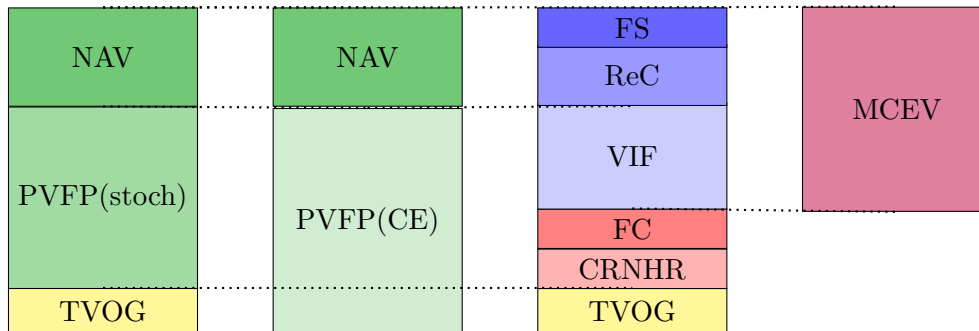 NAV
PVFP(stoch)
TVOG
NAV
PVFP(CE)
FS
ReC
VIF
FC
CRNHR
TVOG
MCEV